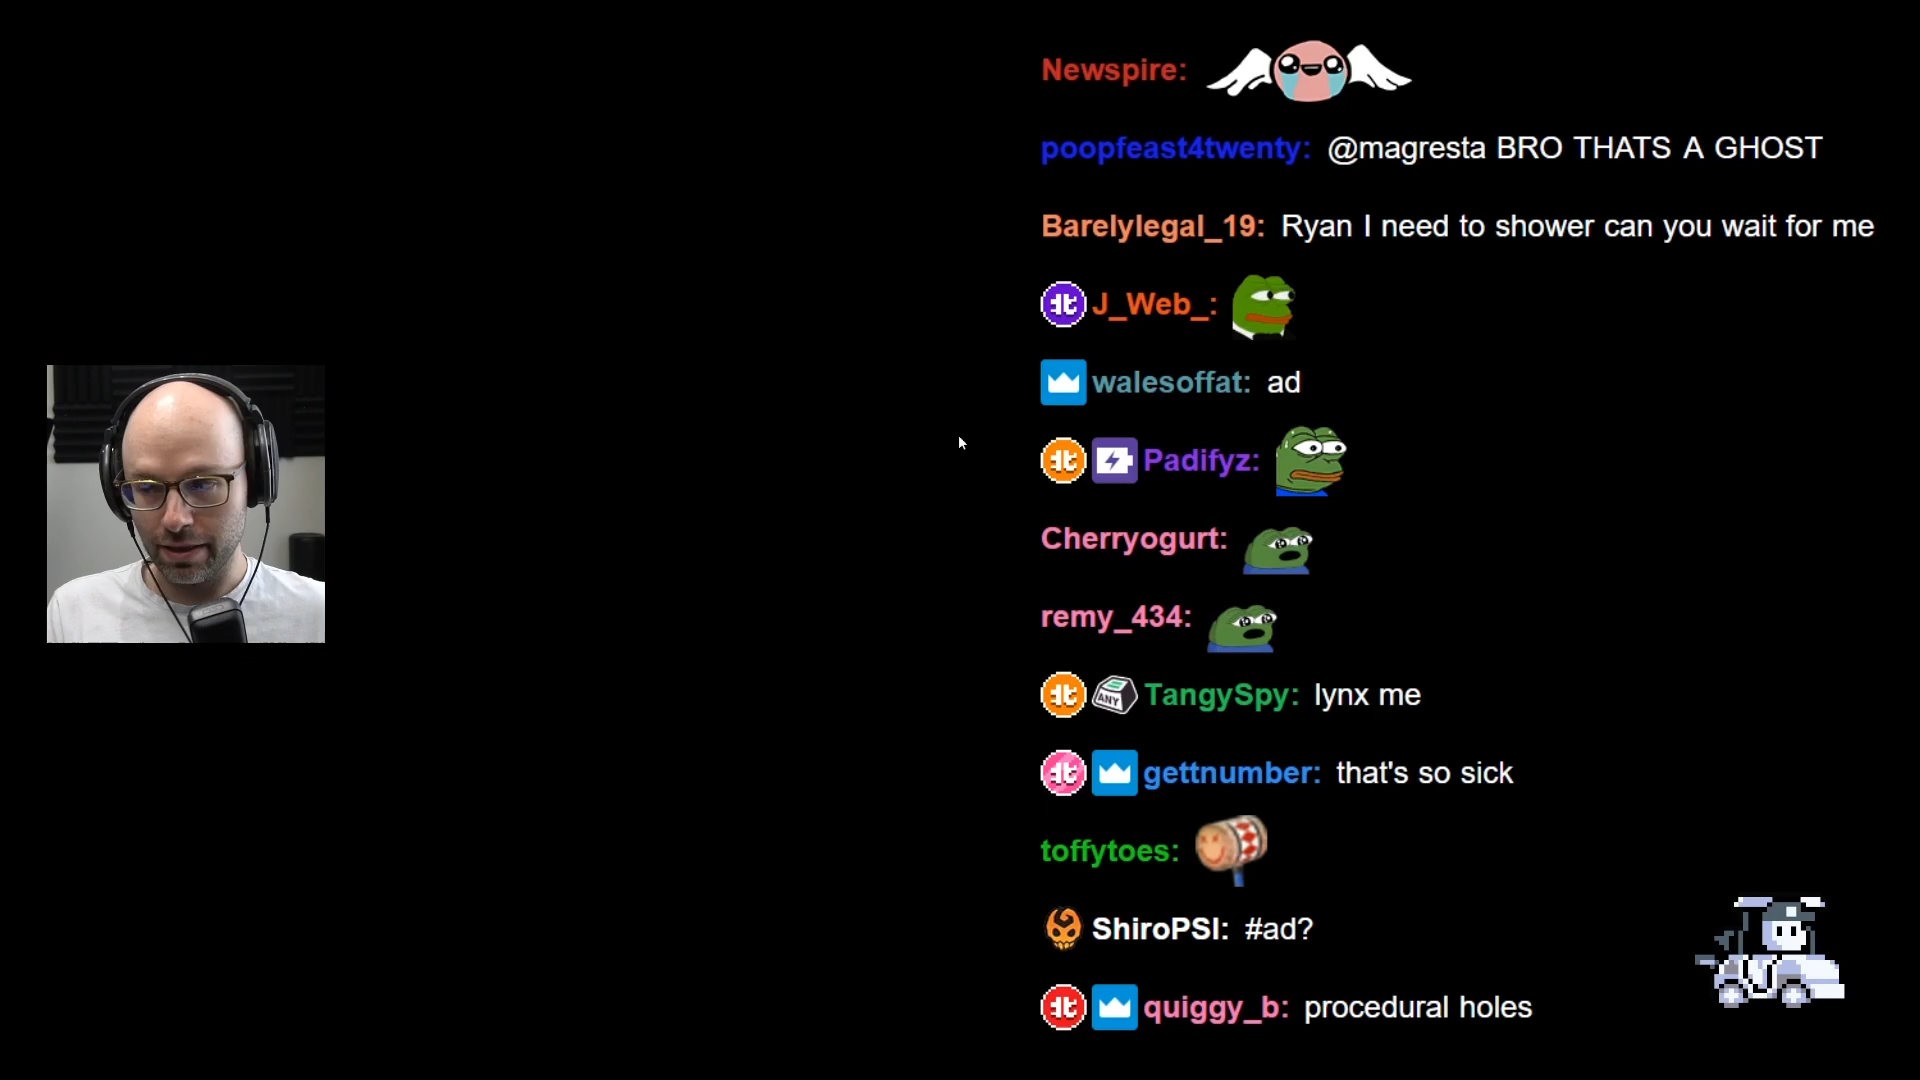 Newspire:
poopfeast4twenty: @magresta BRO THATS A GHOST
Barelylegal_19: Ryan I need to shower can you wait for me
J_Web_:
walesoffat: ad
Padifyz:
Cherryogurt:
remy_434:
ANY TangySpy: lynx me
gettnumber: that's so sick
toffytoes:
ShiroPSI: #ad?
quiggy_b: procedural holes